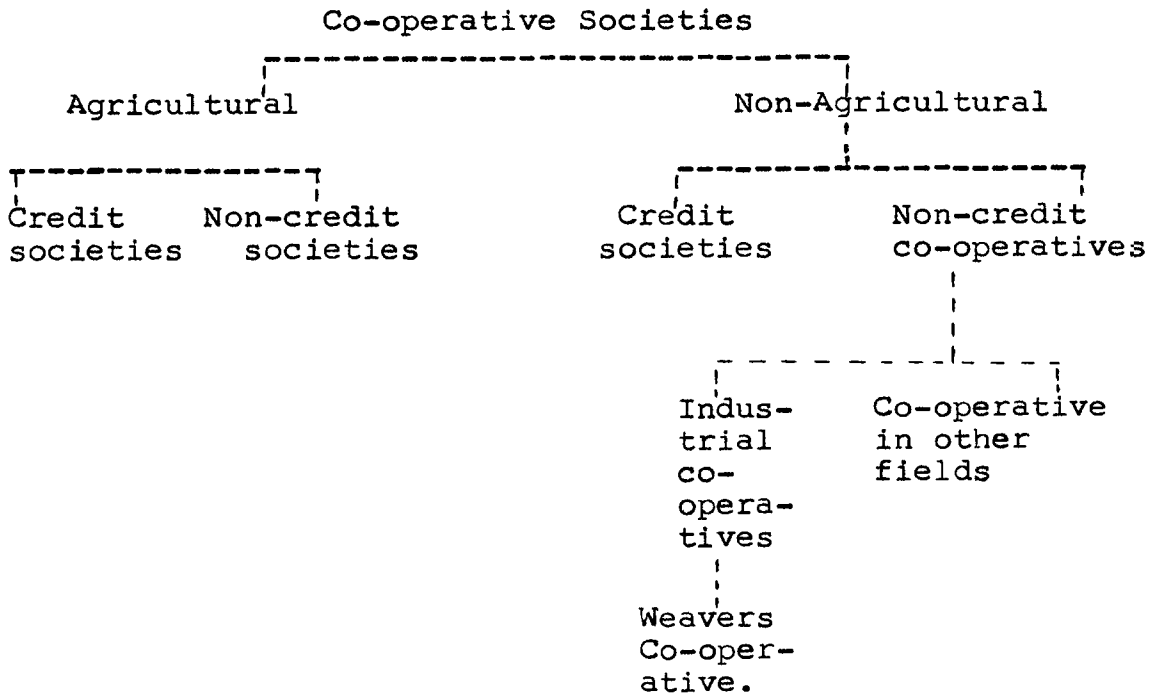 Co-operative Societies
Agricultural
Non-Agricultural
Credit
societies
Non-credit
societies
Credit
societies
Non-credit
co-operatives
Indus-
trial
co-
opera-
tives
Co-operative
in other
fields
Weavers
Co-oper-
ative.